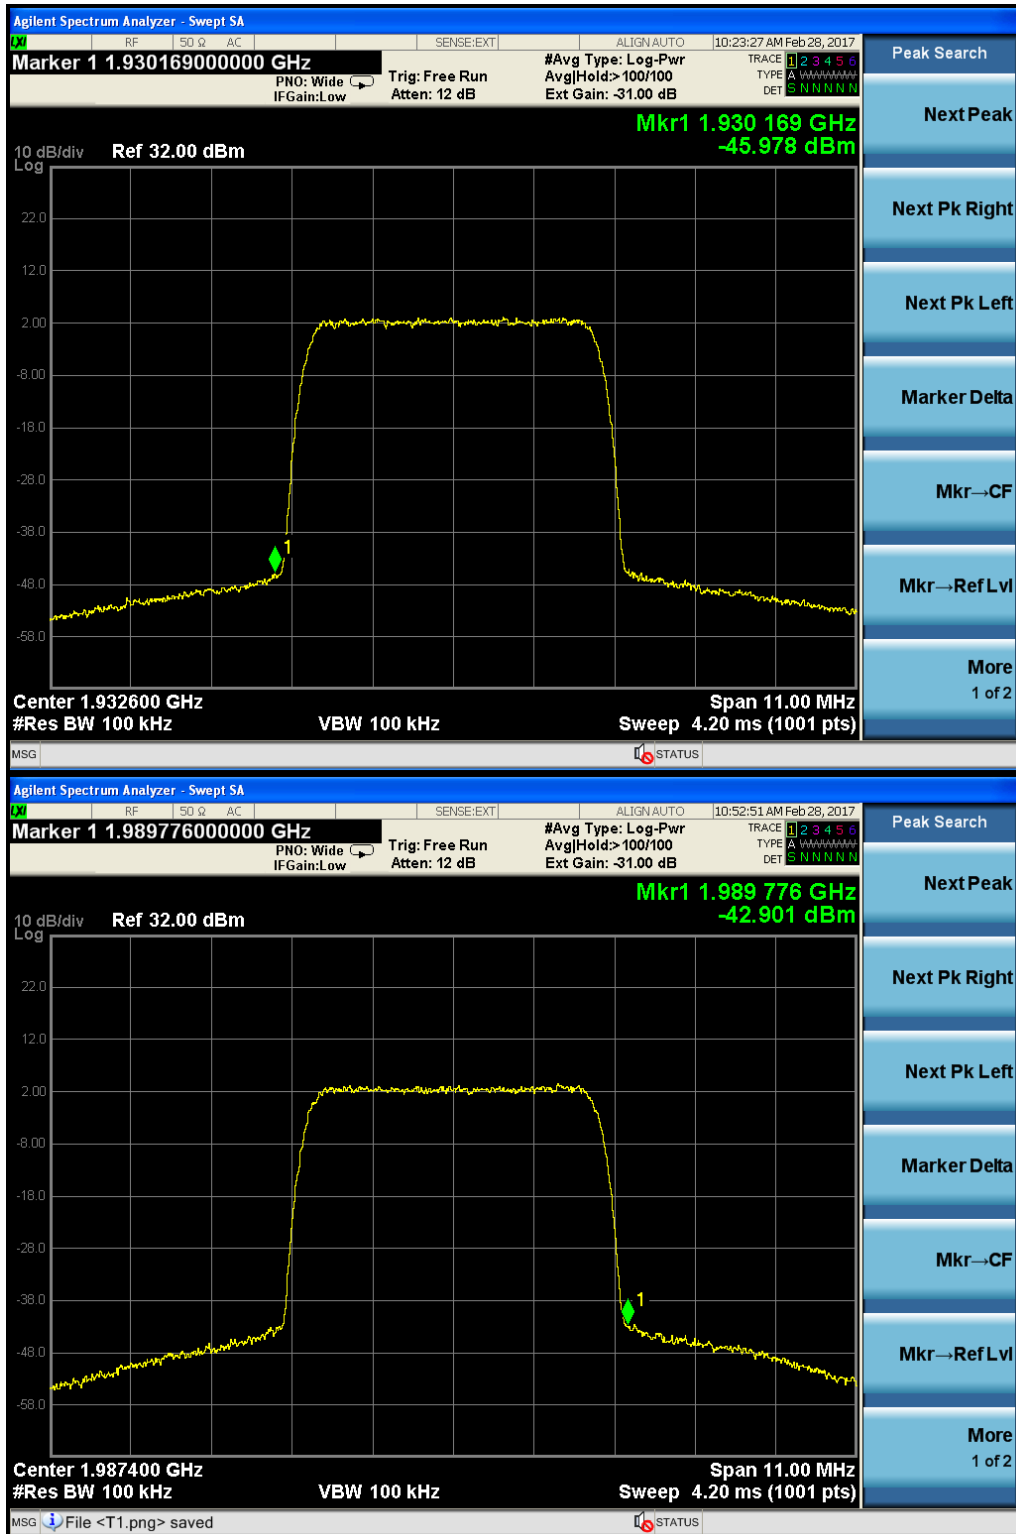 Agilent Spectrum Analyzer - Swept SA
LXI RF 50 Ω AC SENSE:EXT ALIGN AUTO 10:23:27 AM Feb 28, 2017
Marker 1 1.930169000000 GHz
PNO: Wide
IFGain:Low
Trig: Free Run
Atten: 12 dB
#Avg Type: Log-Pwr
Avg|Hold:>100/100
Ext Gain: -31.00 dB
TRACE 1 2 3 4 5 6
TYPE A WWWWW
DET S N N N N N
Mkr1 1.930 169 GHz
-45.978 dBm
10 dB/div Ref 32.00 dBm
Log
22.0
12.0
2.00
-8.00
-18.0
-28.0
-38.0
-48.0
-58.0
1
Center 1.932600 GHz Span 11.00 MHz
#Res BW 100 kHz VBW 100 kHz Sweep 4.20 ms (1001 pts)
MSG STATUS
Peak Search
Next Peak
Next Pk Right
Next Pk Left
Marker Delta
Mkr→CF
Mkr→Ref Lvl
More
1 of 2
Agilent Spectrum Analyzer - Swept SA
LXI RF 50 Ω AC SENSE:EXT ALIGN AUTO 10:52:51 AM Feb 28, 2017
Marker 1 1.989776000000 GHz
PNO: Wide
IFGain:Low
Trig: Free Run
Atten: 12 dB
#Avg Type: Log-Pwr
Avg|Hold:>100/100
Ext Gain: -31.00 dB
TRACE 1 2 3 4 5 6
TYPE A WWWWW
DET S N N N N N
Mkr1 1.989 776 GHz
-42.901 dBm
10 dB/div Ref 32.00 dBm
Log
22.0
12.0
2.00
-8.00
-18.0
-28.0
-38.0
-48.0
-58.0
1
Center 1.987400 GHz Span 11.00 MHz
#Res BW 100 kHz VBW 100 kHz Sweep 4.20 ms (1001 pts)
MSG File <T1.png> saved STATUS
Peak Search
Next Peak
Next Pk Right
Next Pk Left
Marker Delta
Mkr→CF
Mkr→Ref Lvl
More
1 of 2